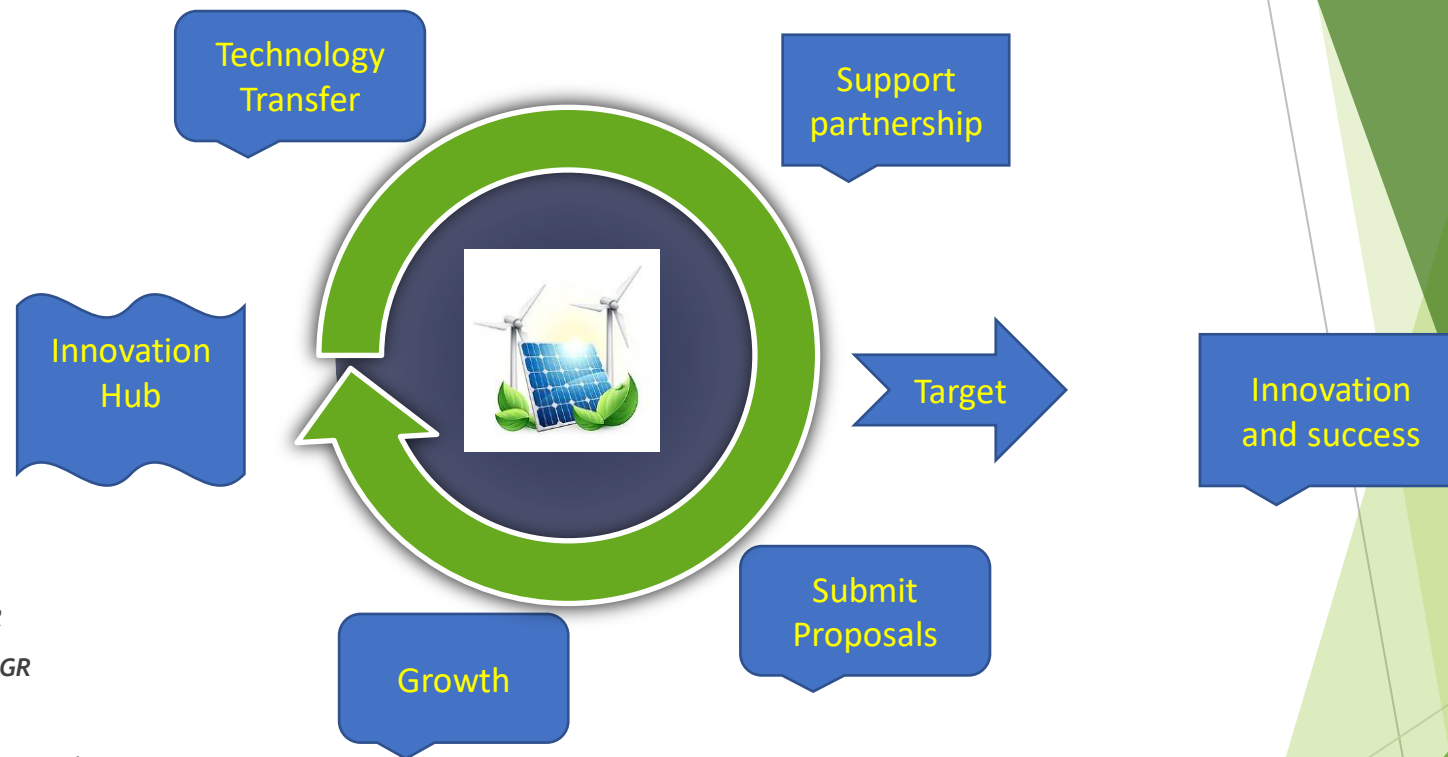 Technology
Transfer
Support
partnership
Innovation
Hub
Target
Innovation
and success
Submit
Proposals
Growth
GR